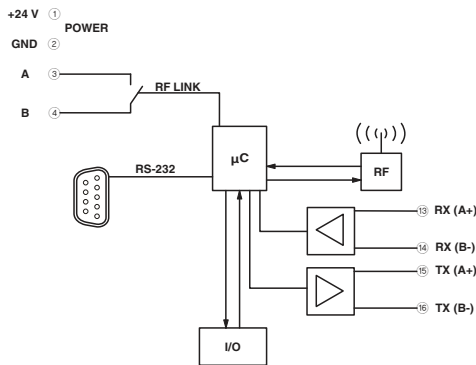 +24 V 1
POWER
GND 2
A 3
RF LINK
B 4
µC
RF
RS-232
13 RX (A+)
14 RX (B-)
15 TX (A+)
16 TX (B-)
I/O